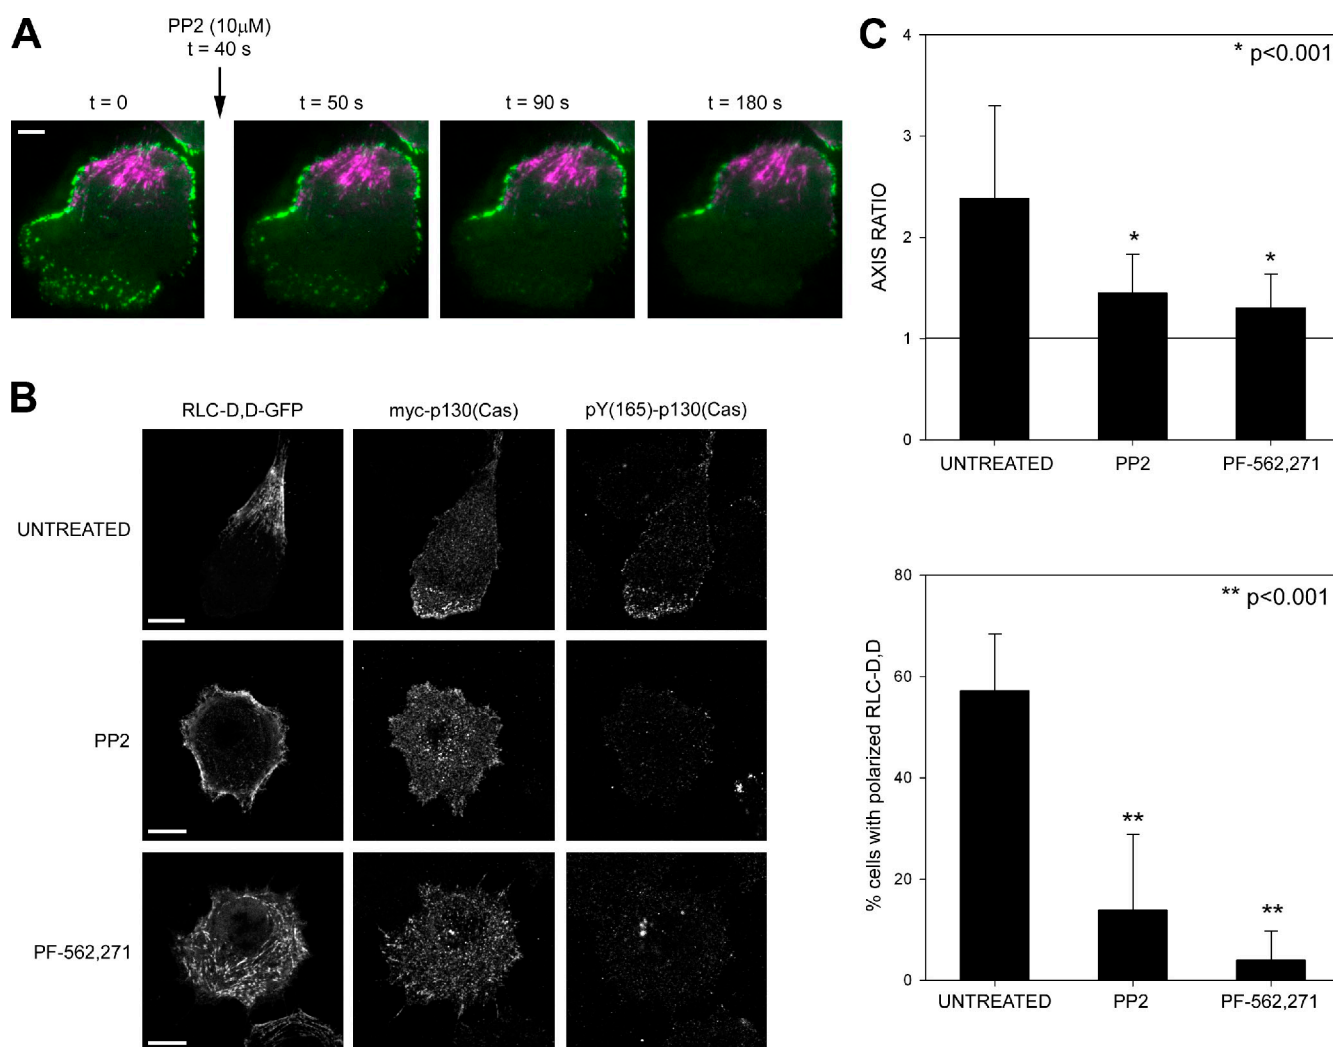 A
PP2 (10µM)
t = 40 s
t = 0
t = 50 s
t = 90 s
t = 180 s
B
RLC-D,D-GFP
myc-p130(Cas)
pY(165)-p130(Cas)
UNTREATED
PP2
PF-562,271
C
4
* p<0.001
3
AXIS RATIO
2
*
*
1
0
UNTREATED
PP2
PF-562,271
80
** p<0.001
60
% cells with polarized RLC-D,D
40
**
20
**
0
UNTREATED
PP2
PF-562,271